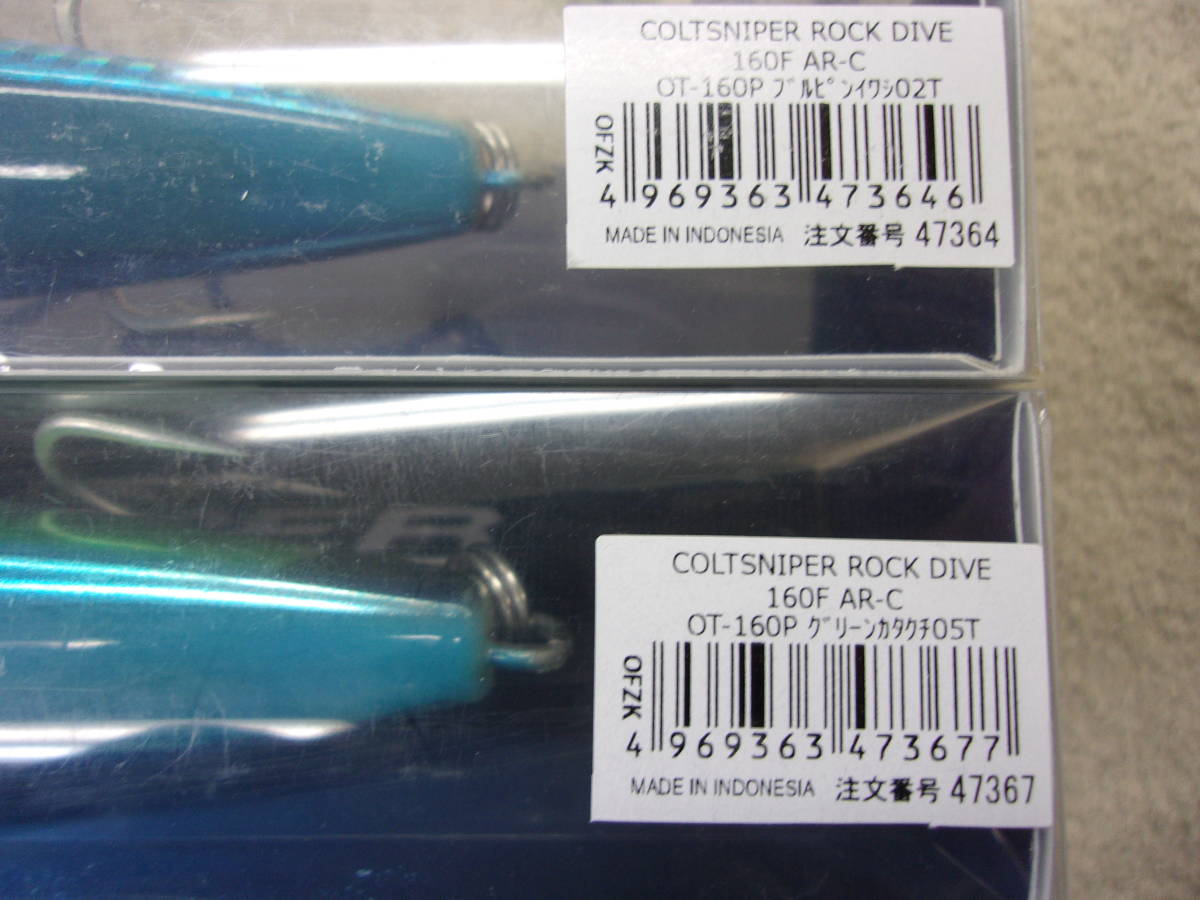 COLTSNIPER ROCK DIVE
160F AR-C
OT-160P ﾌﾞﾙﾋﾟﾝｲﾜｼ02T
OFZK
4 969363 473646
MADE IN INDONESIA 注文番号 47364
COLTSNIPER ROCK DIVE
160F AR-C
OT-160P ｸﾞﾘｰﾝｶﾀｸﾁ05T
OFZK
4 969363 473677
MADE IN INDONESIA 注文番号 47367